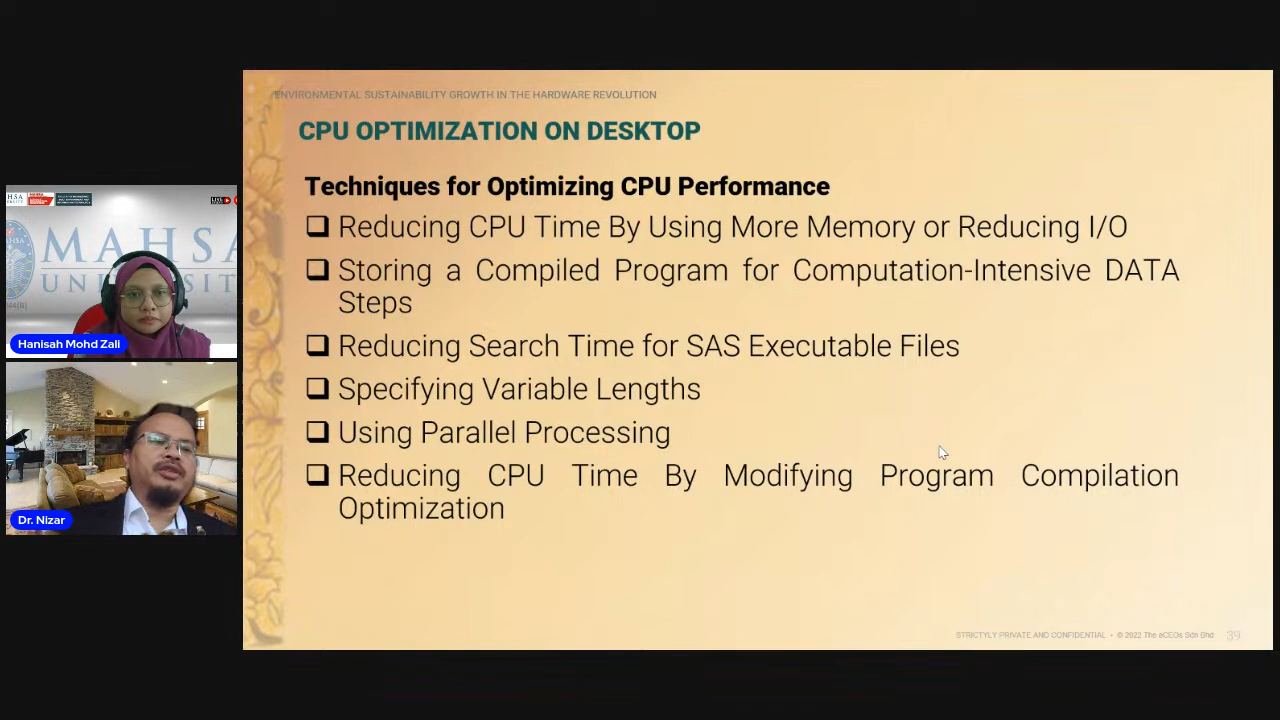 ENVIRONMENTAL SUSTAINABILITY GROWTH IN THE HARDWARE REVOLUTION
CPU OPTIMIZATION ON DESKTOP
Techniques for Optimizing CPU Performance
Reducing CPU Time By Using More Memory or Reducing I/O
Storing a Compiled Program for Computation-Intensive DATA
Steps
Reducing Search Time for SAS Executable Files
Specifying Variable Lengths
Using Parallel Processing
Reducing CPU Time By Modifying Program Compilation
Optimization
STRICTYLY PRIVATE AND CONFIDENTIAL • © 2022 The eCEOs Sdn Bhd 39
MAHSA
UNIVERSIT
Hanisah Mohd Zali
Dr. Nizar